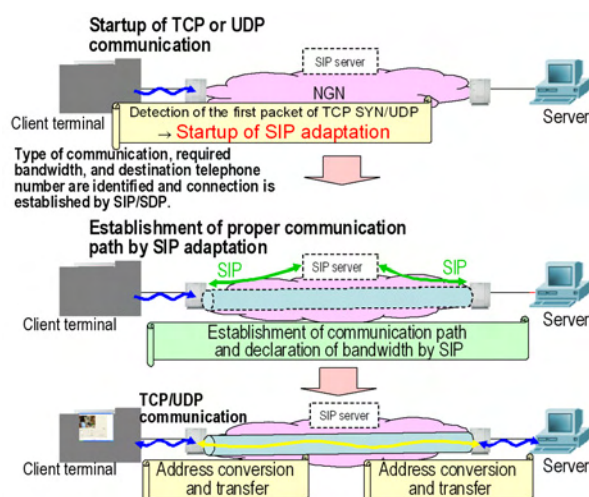 Startup of TCP or UDP
communication
SIP server
NGN
Client terminal
Server
Detection of the first packet of TCP SYN/UDP
→ Startup of SIP adaptation
Type of communication, required
bandwidth, and destination telephone
number are identified and connection is
established by SIP/SDP.
Establishment of proper communication
path by SIP adaptation
SIP
SIP server
SIP
Client terminal
Server
Establishment of communication path
and declaration of bandwidth by SIP
TCP/UDP
communication
SIP server
Client terminal
Server
Address conversion
and transfer
Address conversion
and transfer